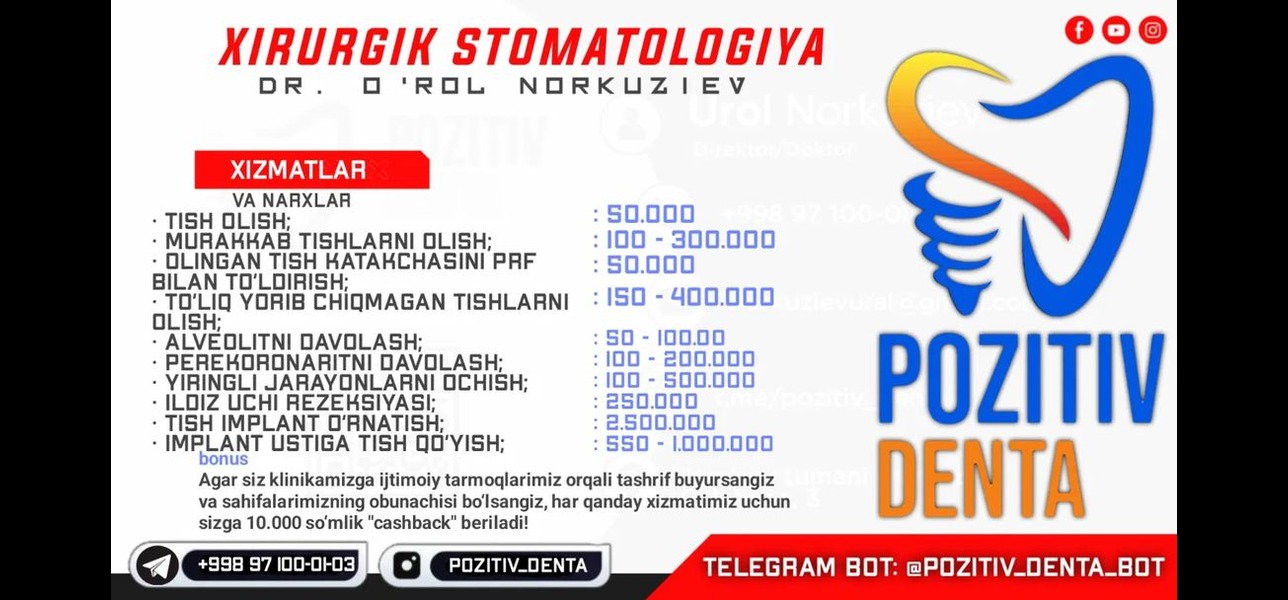 XIRURGIK STOMATOLOGIYA
DR. O'ROL NORKUZIEV
Urol Norkuziev
Direktor/Doktor
XIZMATLAR
VA NARXLAR
· TISH OLISH; : 50.000
· MURAKKAB TISHLARNI OLISH; : 100 - 300.000
· OLINGAN TISH KATAKCHASINI PRF : 50.000
BILAN TO‘LDIRISH;
· TO‘LIQ YORIB CHIQMAGAN TISHLARNI : 150 - 400.000
OLISH;
· ALVEOLITNI DAVOLASH; : 50 - 100.00
· PEREKORONARITNI DAVOLASH; : 100 - 200.000
· YIRINGLI JARAYONLARNI OCHISH; : 100 - 500.000
· ILDIZ UCHI REZEKSIYASI; : 250.000
· TISH IMPLANT O‘RNATISH; : 2.500.000
· IMPLANT USTIGA TISH QO‘YISH; : 550 - 1.000.000
bonus
Agar siz klinikamizga ijtimoiy tarmoqlarimiz orqali tashrif buyursangiz
va sahifalarimizning obunachisi bo‘lsangiz, har qanday xizmatimiz uchun
sizga 10.000 so‘mlik "cashback" beriladi!
POZITIV
DENTA
+998 97 100-01-03
POZITIV_DENTA
TELEGRAM BOT: @POZITIV_DENTA_BOT